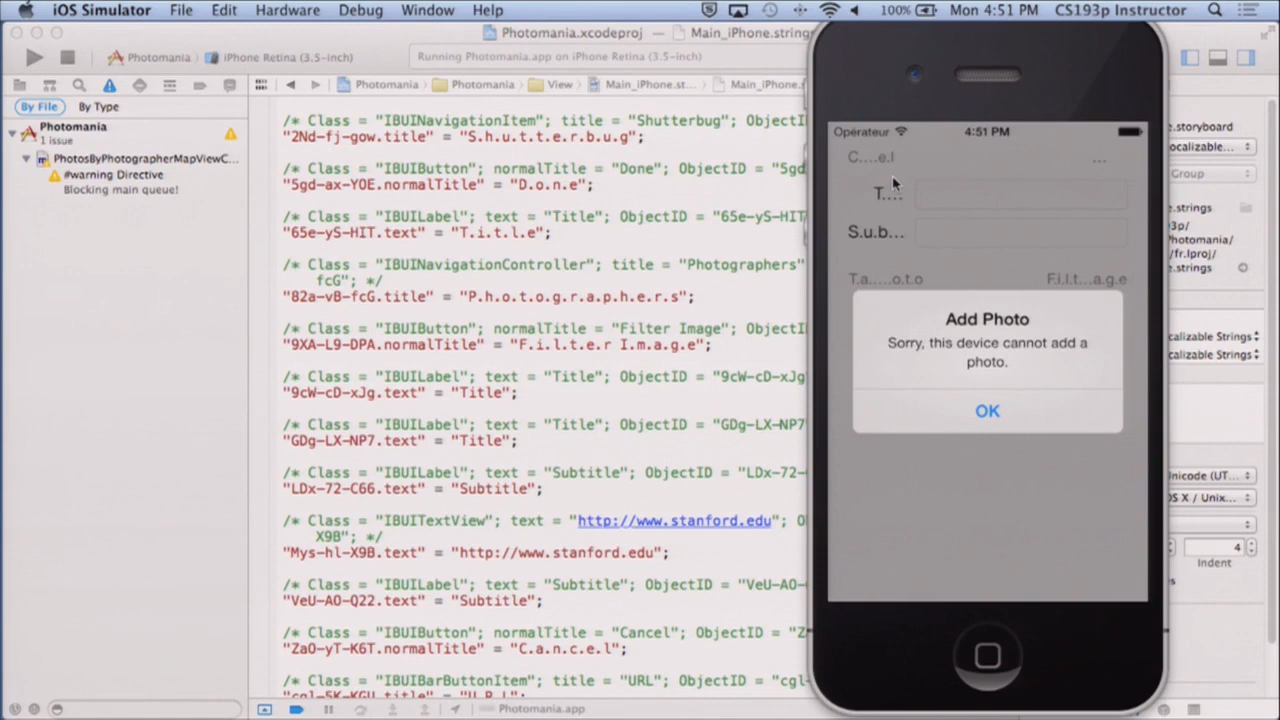 iOS Simulator File Edit Hardware Debug Window Help 100% Mon 4:51 PM CS193p Instructor
Photomania.xcodeproj — Main_iPhone.strings
Photomania iPhone Retina (3.5-inch) Running Photomania.app on iPhone Retina (3.5-inch)
Photomania Photomania View Main_iPhone.st... Main_iPhone.
By File By Type
Photomania
1 issue
PhotosByPhotographerMapViewC...
#warning Directive
Blocking main queue!
/* Class = "IBUINavigationItem"; title = "Shutterbug"; ObjectI
"2Nd-fj-gow.title" = "S.h.u.t.t.e.r.b.u.g";
/* Class = "IBUIButton"; normalTitle = "Done"; ObjectID = "5gd
"5gd-ax-YOE.normalTitle" = "D.o.n.e";
/* Class = "IBUILabel"; text = "Title"; ObjectID = "65e-yS-HIT
"65e-yS-HIT.text" = "T.i.t.l.e";
/* Class = "IBUINavigationController"; title = "Photographers"
fcG"; */
"82a-vB-fcG.title" = "P.h.o.t.o.g.r.a.p.h.e.r.s";
/* Class = "IBUIButton"; normalTitle = "Filter Image"; ObjectI
"9XA-L9-DPA.normalTitle" = "F.i.l.t.e.r I.m.a.g.e";
/* Class = "IBUILabel"; text = "Title"; ObjectID = "9cW-cD-xJg
"9cW-cD-xJg.text" = "Title";
/* Class = "IBUILabel"; text = "Title"; ObjectID = "GDg-LX-NP7
"GDg-LX-NP7.text" = "Title";
/* Class = "IBUILabel"; text = "Subtitle"; ObjectID = "LDx-72-
"LDx-72-C66.text" = "Subtitle";
/* Class = "IBUITextView"; text = "http://www.stanford.edu"; O
X9B"; */
"Mys-hl-X9B.text" = "http://www.stanford.edu";
/* Class = "IBUILabel"; text = "Subtitle"; ObjectID = "VeU-AO-
"VeU-AO-Q22.text" = "Subtitle";
/* Class = "IBUIButton"; normalTitle = "Cancel"; ObjectID = "Z
"ZaO-yT-K6T.normalTitle" = "C.a.n.c.e.l";
/* Class = "IBUIBarButtonItem"; title = "URL"; ObjectID = "cgl-
Photomania.app
Opérateur 4:51 PM
C....e.l ...
T....
S.u.b...
T.a.....o.t.o F.i.l.t...a.g.e
Add Photo
Sorry, this device cannot add a
photo.
OK
.storyboard
ocalizable...
Group
e.strings
3p/
hotomania/
/fr.lproj/
e.strings
alizable Strings
alizable Strings
nicode (UT...
OS X / Unix...
4
Indent